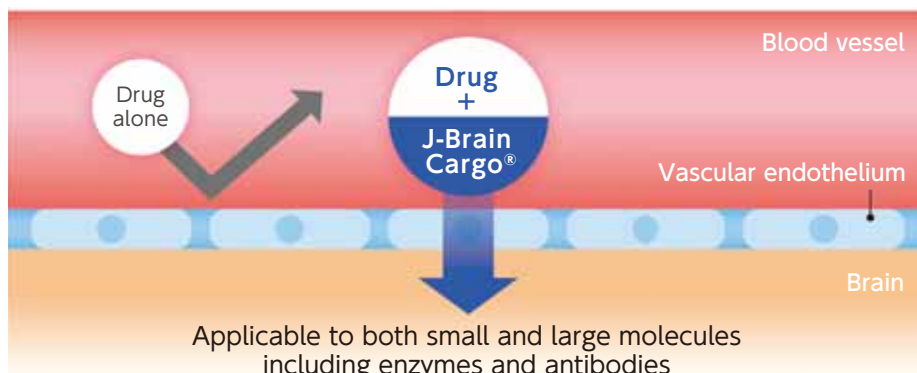 Blood vessel
Drug
alone
Drug
+
J-Brain
Cargo®
Vascular endothelium
Brain
Applicable to both small and large molecules
including enzymes and antibodies